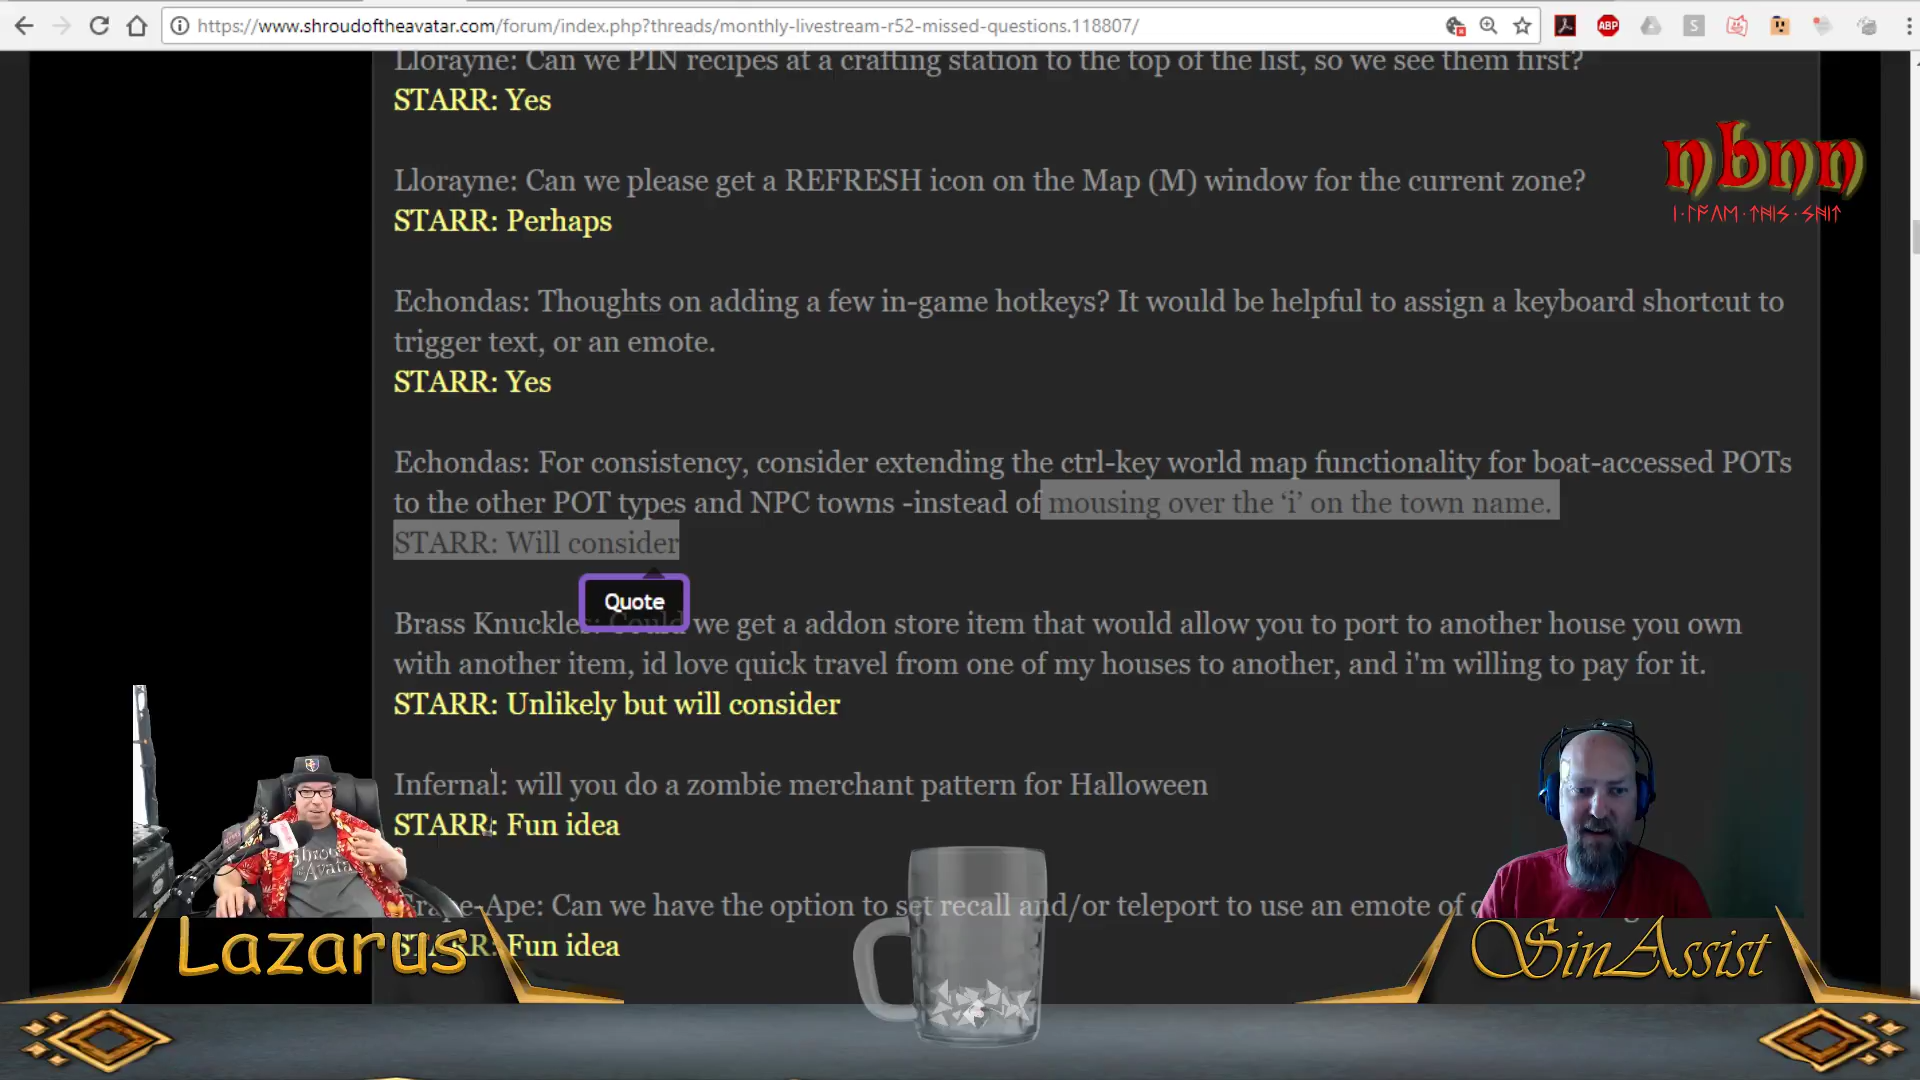 https://www.shroudoftheavatar.com/forum/index.php?threads/monthly-livestream-r52-missed-questions.118807/
ABP
S
Llorayne: Can we PIN recipes at a crafting station to the top of the list, so we see them first?
STARR: Yes
nbnn
ᛁ·ᛚᚩᚡᛖ·ᚦᛁᛋ·ᛋᚻᛁᛏ
Llorayne: Can we please get a REFRESH icon on the Map (M) window for the current zone?
STARR: Perhaps
Echondas: Thoughts on adding a few in-game hotkeys? It would be helpful to assign a keyboard shortcut to
trigger text, or an emote.
STARR: Yes
Echondas: For consistency, consider extending the ctrl-key world map functionality for boat-accessed POTs
to the other POT types and NPC towns -instead of mousing over the ‘i’ on the town name.
STARR: Will consider
Quote
Brass Knuckles: Could we get a addon store item that would allow you to port to another house you own
with another item, id love quick travel from one of my houses to another, and i'm willing to pay for it.
STARR: Unlikely but will consider
Infernal: will you do a zombie merchant pattern for Halloween
STARR: Fun idea
Ape: Can we have the option to set recall and/or teleport to use an emote of
STARR: Fun idea
Shroud
Avatar
Lazarus
SinAssist